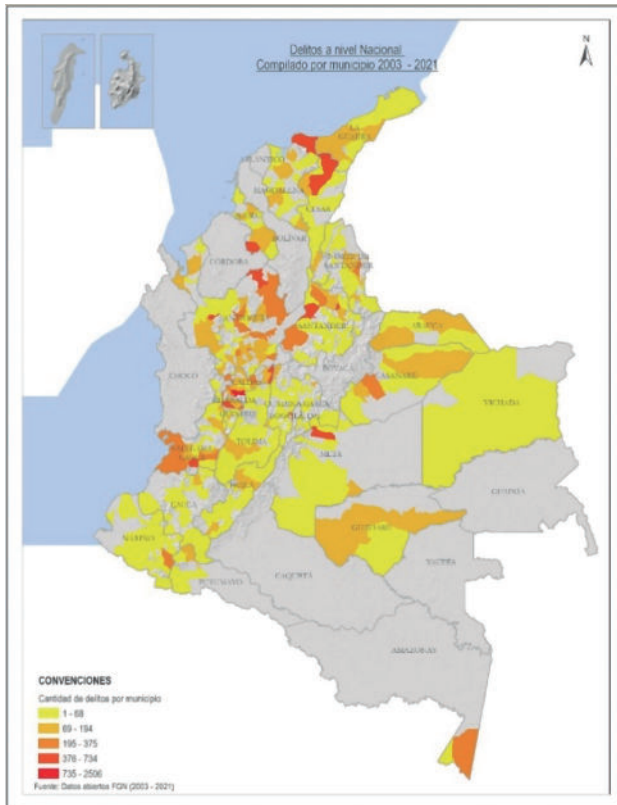 Delitos a nivel Nacional
Compilado por municipio 2003 - 2021
N
LA GUAJIRA
ATLANTICO
MAGDALENA
CESAR
SUCRE
BOLÍVAR
CORDOBA
NORTE DE SANTANDER
ANTIOQUIA
SANTANDER
ARAUCA
CHOCO
BOYACA
CASANARE
CALDAS
RISARALDA
CUNDINAMARCA
VICHADA
QUINDIO
BOGOTA D.C.
TOLIMA
META
VALLE DEL CAUCA
GUAINIA
HUILA
CAUCA
GUAVIARE
NARIÑO
VAUPES
PUTUMAYO
CAQUETA
AMAZONAS
CONVENCIONES
Cantidad de delitos por municipio
1 - 68
69 - 194
195 - 375
376 - 734
735 - 2506
Fuente: Datos abiertos FGN (2003 - 2021)